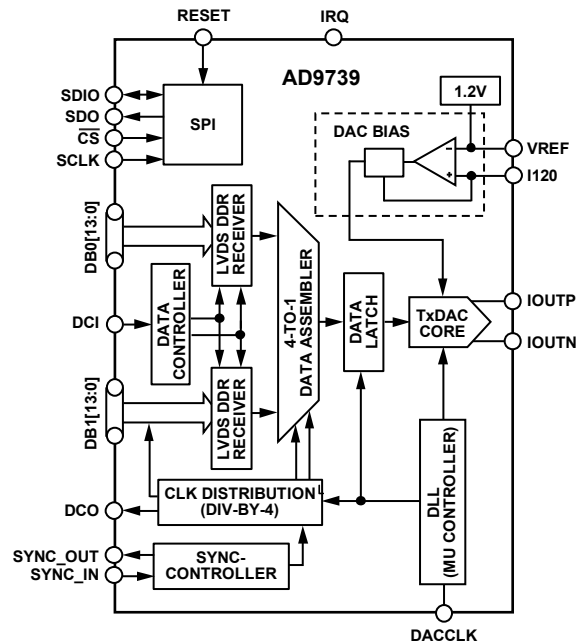 RESET
IRQ
AD9739
1.2V
SDIO
SDO
CS
SCLK
SPI
DAC BIAS
VREF
I120
DB0[13:0]
LVDS DDR
RECEIVER
DCI
DATA
CONTROLLER
4-TO-1
DATA ASSEMBLER
DATA
LATCH
TxDAC
CORE
IOUTP
IOUTN
DB1[13:0]
LVDS DDR
RECEIVER
DCO
CLK DISTRIBUTION
(DIV-BY-4)
DLL
(MU CONTROLLER)
SYNC_OUT
SYNC_IN
SYNC-
CONTROLLER
DACCLK